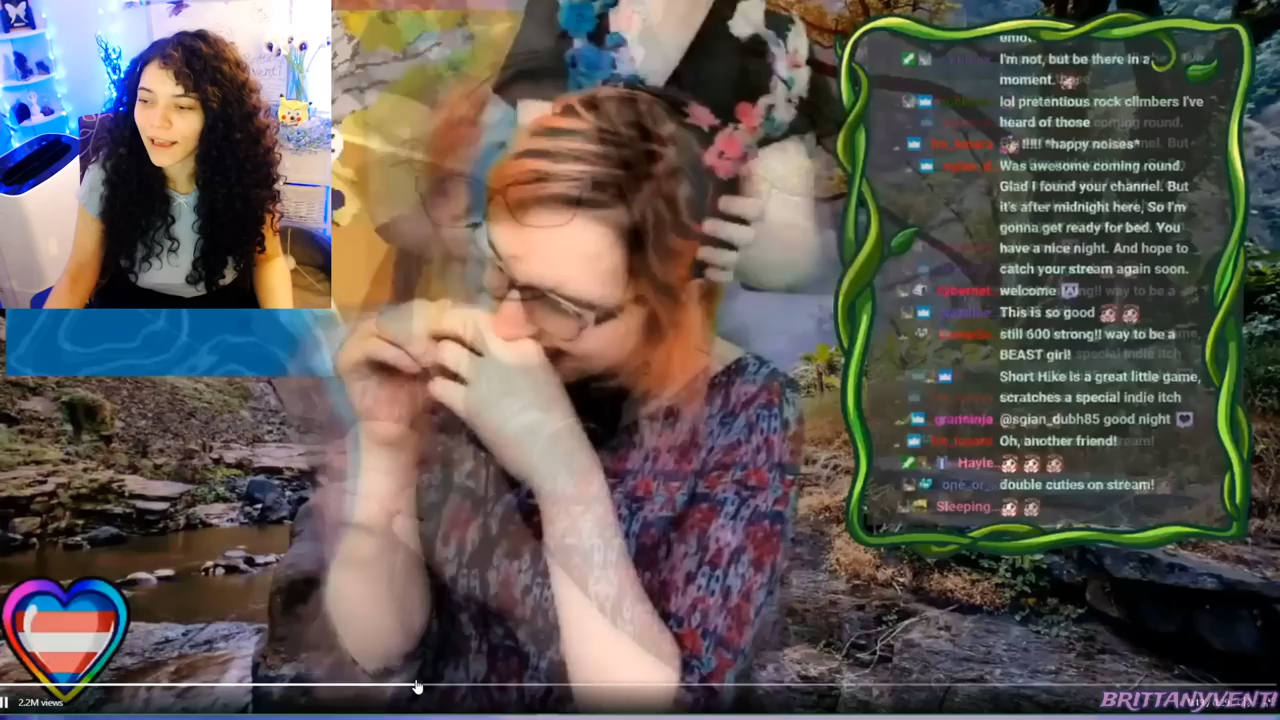 I'm not, but be there in a
moment.
lol pretentious rock climbers I've
heard of those coming round.
!!!!! *happy noises*
Was awesome coming round.
Glad I found your channel. But
it's after midnight here, So I'm
gonna get ready for bed. You
have a nice night. And hope to
catch your stream again soon.
cybernet welcome
This is so good
still 600 strong!! way to be a
BEAST girl!
Short Hike is a great little game,
scratches a special indie itch
@sgian_dubh85 good night
Oh, another friend!
Hayle...
one_or_... double cuties on stream!
Sleeping...
2.2M views
BRITTANYVENTI